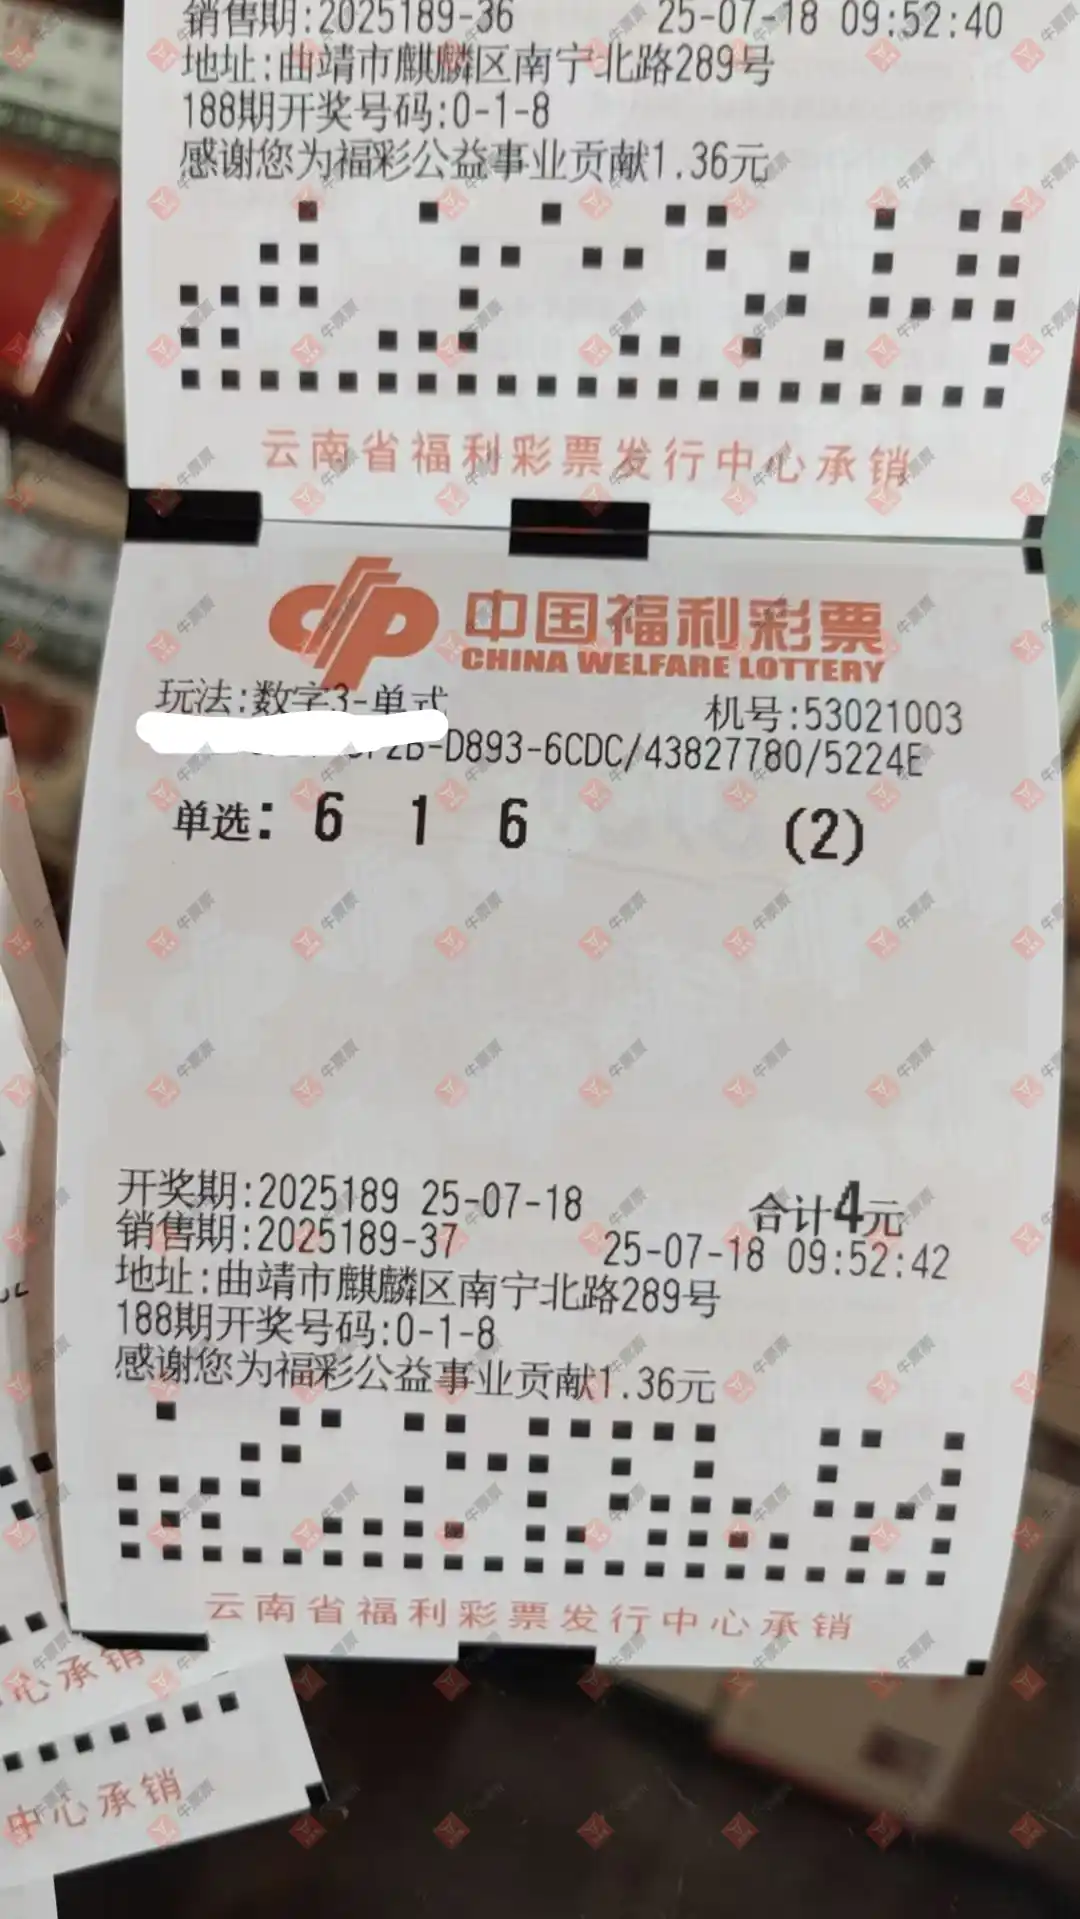 销售期:2025189-36 25-07-18 09:52:40
地址:曲靖市麒麟区南宁北路289号
188期开奖号码:0-1-8
感谢您为福彩公益事业贡献1.36元
云南省福利彩票发行中心承销
中国福利彩票
CHINA WELFARE LOTTERY
玩法:数字3-单式 机号:53021003
-D893-6CDC/43827780/5224E
单选: 6 1 6 (2)
开奖期:2025189 25-07-18 合计4元
销售期:2025189-37 25-07-18 09:52:42
地址:曲靖市麒麟区南宁北路289号
188期开奖号码:0-1-8
感谢您为福彩公益事业贡献1.36元
云南省福利彩票发行中心承销
心承销
中心承销
牛票票